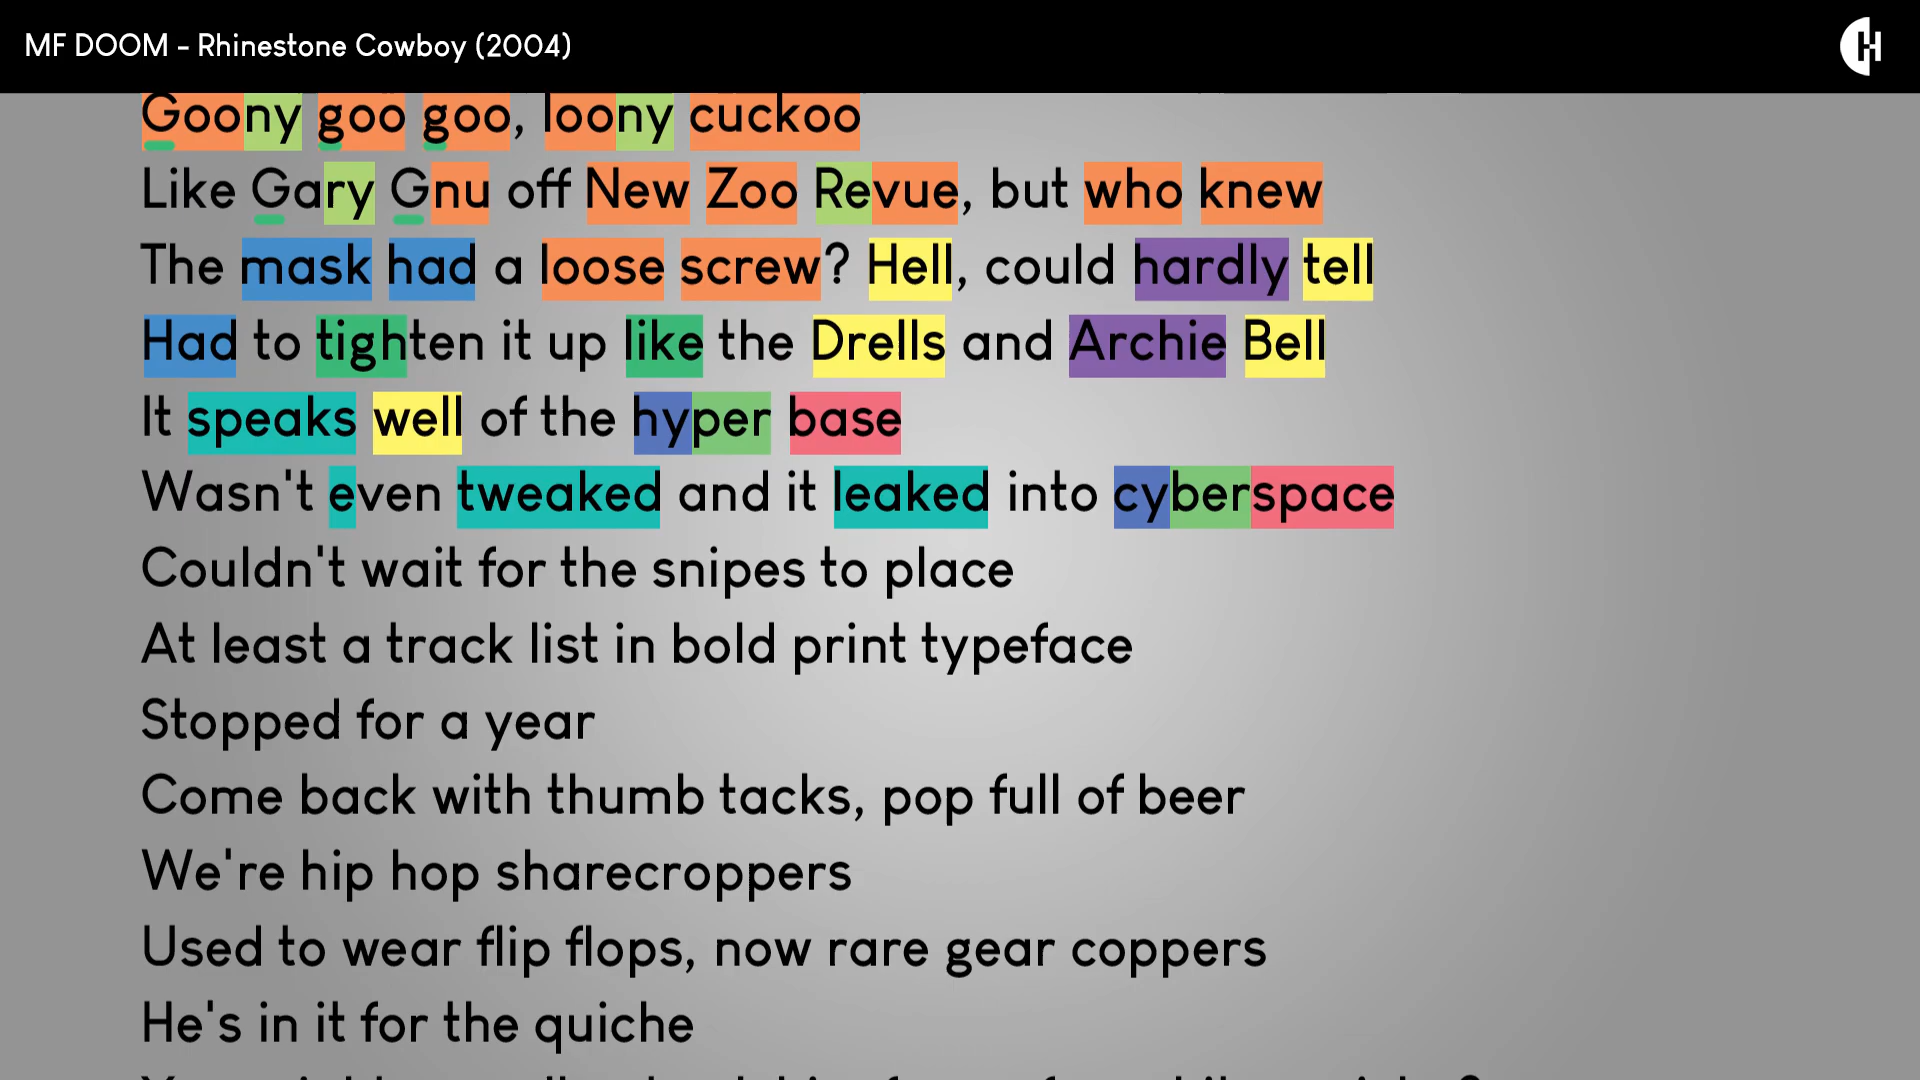 MF DOOM - Rhinestone Cowboy (2004)
Goony goo goo, loony cuckoo
Like Gary Gnu off New Zoo Revue, but who knew
The mask had a loose screw? Hell, could hardly tell
Had to tighten it up like the Drells and Archie Bell
It speaks well of the hyper base
Wasn't even tweaked and it leaked into cyberspace
Couldn't wait for the snipes to place
At least a track list in bold print typeface
Stopped for a year
Come back with thumb tacks, pop full of beer
We're hip hop sharecroppers
Used to wear flip flops, now rare gear coppers
He's in it for the quiche